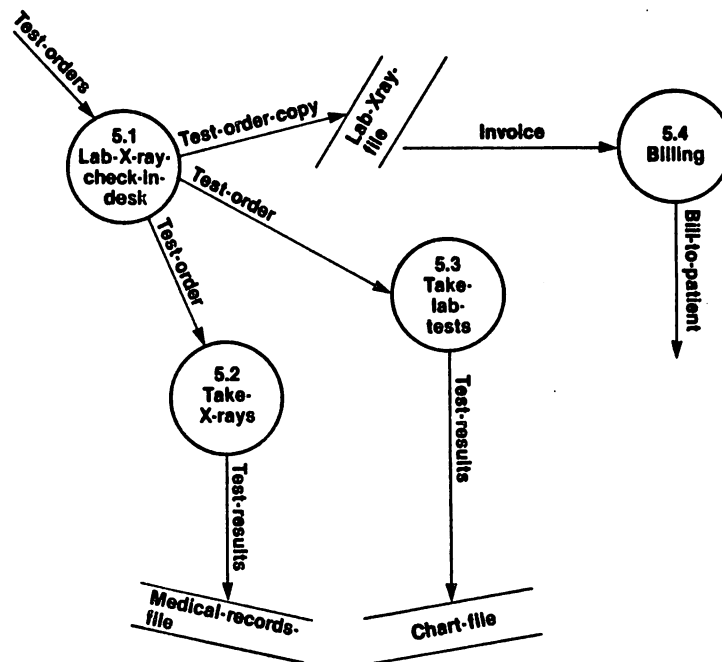 Test-orders
5.1
Lab-X-ray-
check-in-
desk
Test-order-copy
Lab-Xray-
file
Invoice
5.4
Billing
Test-order
Test-order
Bill-to-patient
5.3
Take-
lab-
tests
5.2
Take-
X-rays
Test-results
Test-results
Medical-records-
file
Chart-file